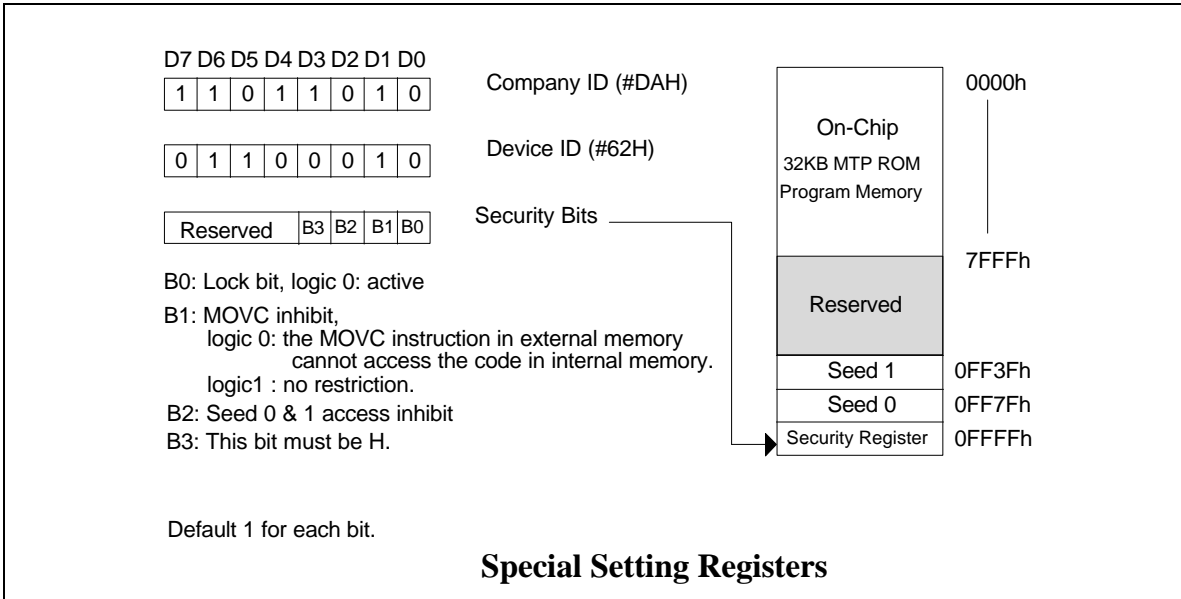 D7 D6 D5 D4 D3 D2 D1 D0
1 1 0 1 1 0 1 0
Company ID (#DAH)
0 1 1 0 0 0 1 0
Device ID (#62H)
Reserved B3 B2 B1 B0
Security Bits
B0: Lock bit, logic 0: active
B1: MOVC inhibit,
logic 0: the MOVC instruction in external memory
cannot access the code in internal memory.
logic1 : no restriction.
B2: Seed 0 & 1 access inhibit
B3: This bit must be H.
Default 1 for each bit.
On-Chip
32KB MTP ROM
Program Memory
0000h
7FFFh
Reserved
Seed 1 0FF3Fh
Seed 0 0FF7Fh
Security Register 0FFFFh
Special Setting Registers